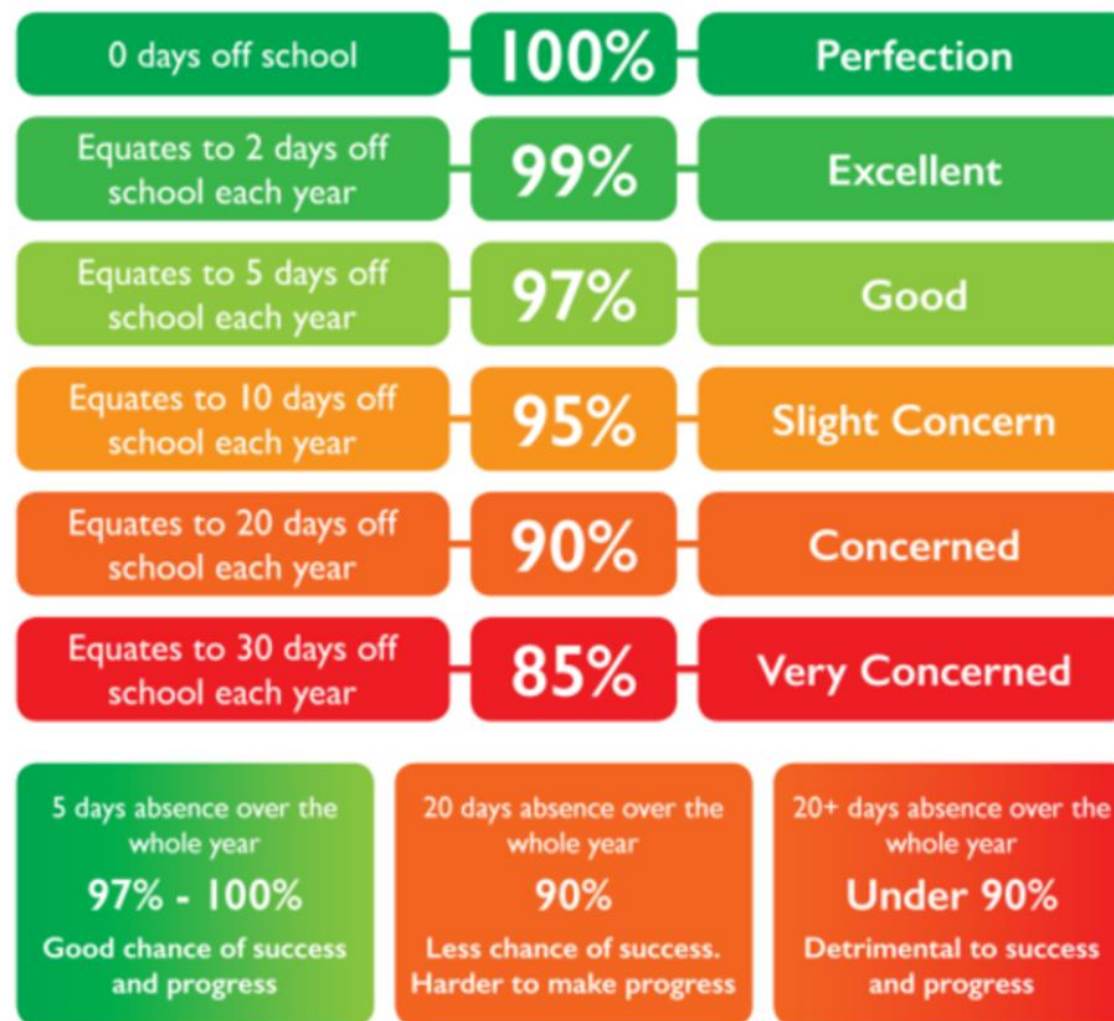 0 days off school
100%
Perfection
Equates to 2 days off
school each year
99%
Excellent
Equates to 5 days off
school each year
97%
Good
Equates to 10 days off
school each year
95%
Slight Concern
Equates to 20 days off
school each year
90%
Concerned
Equates to 30 days off
school each year
85%
Very Concerned
5 days absence over the
whole year
97% - 100%
Good chance of success
and progress
20 days absence over the
whole year
90%
Less chance of success.
Harder to make progress
20+ days absence over the
whole year
Under 90%
Detrimental to success
and progress